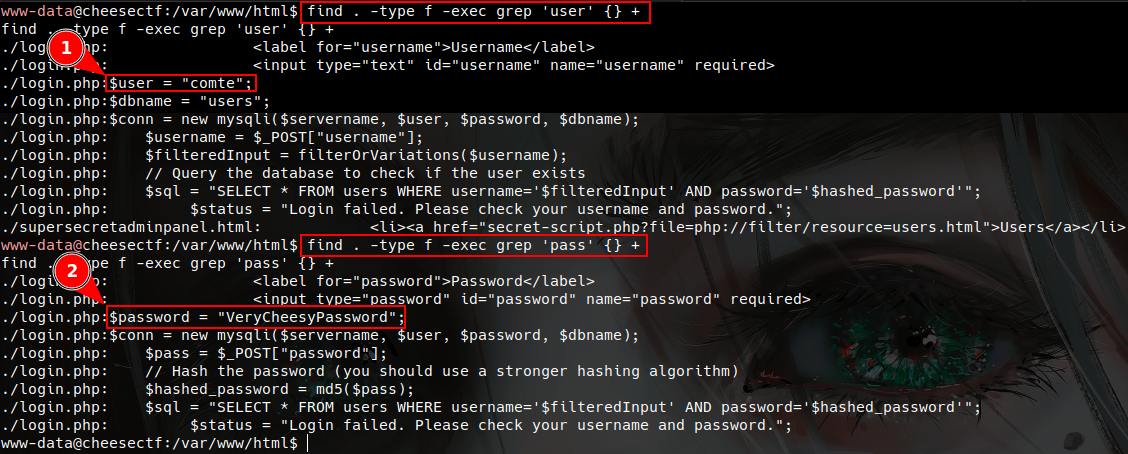 www-data@cheesectf:/var/www/html$ find . -type f -exec grep 'user' {} +
find . -type f -exec grep 'user' {} +
./login.php:                <label for="username">Username</label>
./login.php:                <input type="text" id="username" name="username" required>
1
./login.php:$user = "comte";
./login.php:$dbname = "users";
./login.php:$conn = new mysqli($servername, $user, $password, $dbname);
./login.php:    $username = $_POST["username"];
./login.php:    $filteredInput = filterOrVariations($username);
./login.php:    // Query the database to check if the user exists
./login.php:    $sql = "SELECT * FROM users WHERE username='$filteredInput' AND password='$hashed_password'";
./login.php:         $status = "Login failed. Please check your username and password.";
./supersecretadminpanel.html:            <li><a href="secret-script.php?file=php://filter/resource=users.html">Users</a></li>
www-data@cheesectf:/var/www/html$ find . -type f -exec grep 'pass' {} +
find . -type f -exec grep 'pass' {} +
2
./login.php:                <label for="password">Password</label>
./login.php:                <input type="password" id="password" name="password" required>
./login.php:$password = "VeryCheesyPassword";
./login.php:$conn = new mysqli($servername, $user, $password, $dbname);
./login.php:    $pass = $_POST["password"];
./login.php:    // Hash the password (you should use a stronger hashing algorithm)
./login.php:    $hashed_password = md5($pass);
./login.php:    $sql = "SELECT * FROM users WHERE username='$filteredInput' AND password='$hashed_password'";
./login.php:         $status = "Login failed. Please check your username and password.";
www-data@cheesectf:/var/www/html$